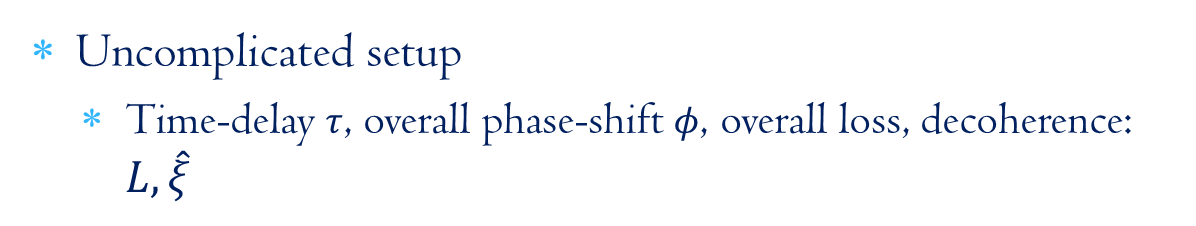 * Uncomplicated setup
* Time-delay τ, overall phase-shift ϕ, overall loss, decoherence:
L, ξ̂